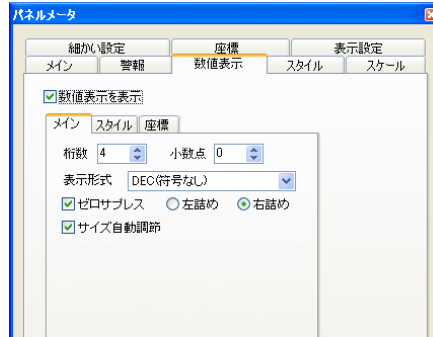 パネルメータ
細かい設定 座標 表示設定
メイン 警報 数値表示 スタイル スケール
数値表示を表示
メイン スタイル 座標
桁数 4 小数点 0
表示形式 DEC(符号なし)
ゼロサプレス 左詰め 右詰め
サイズ自動調節